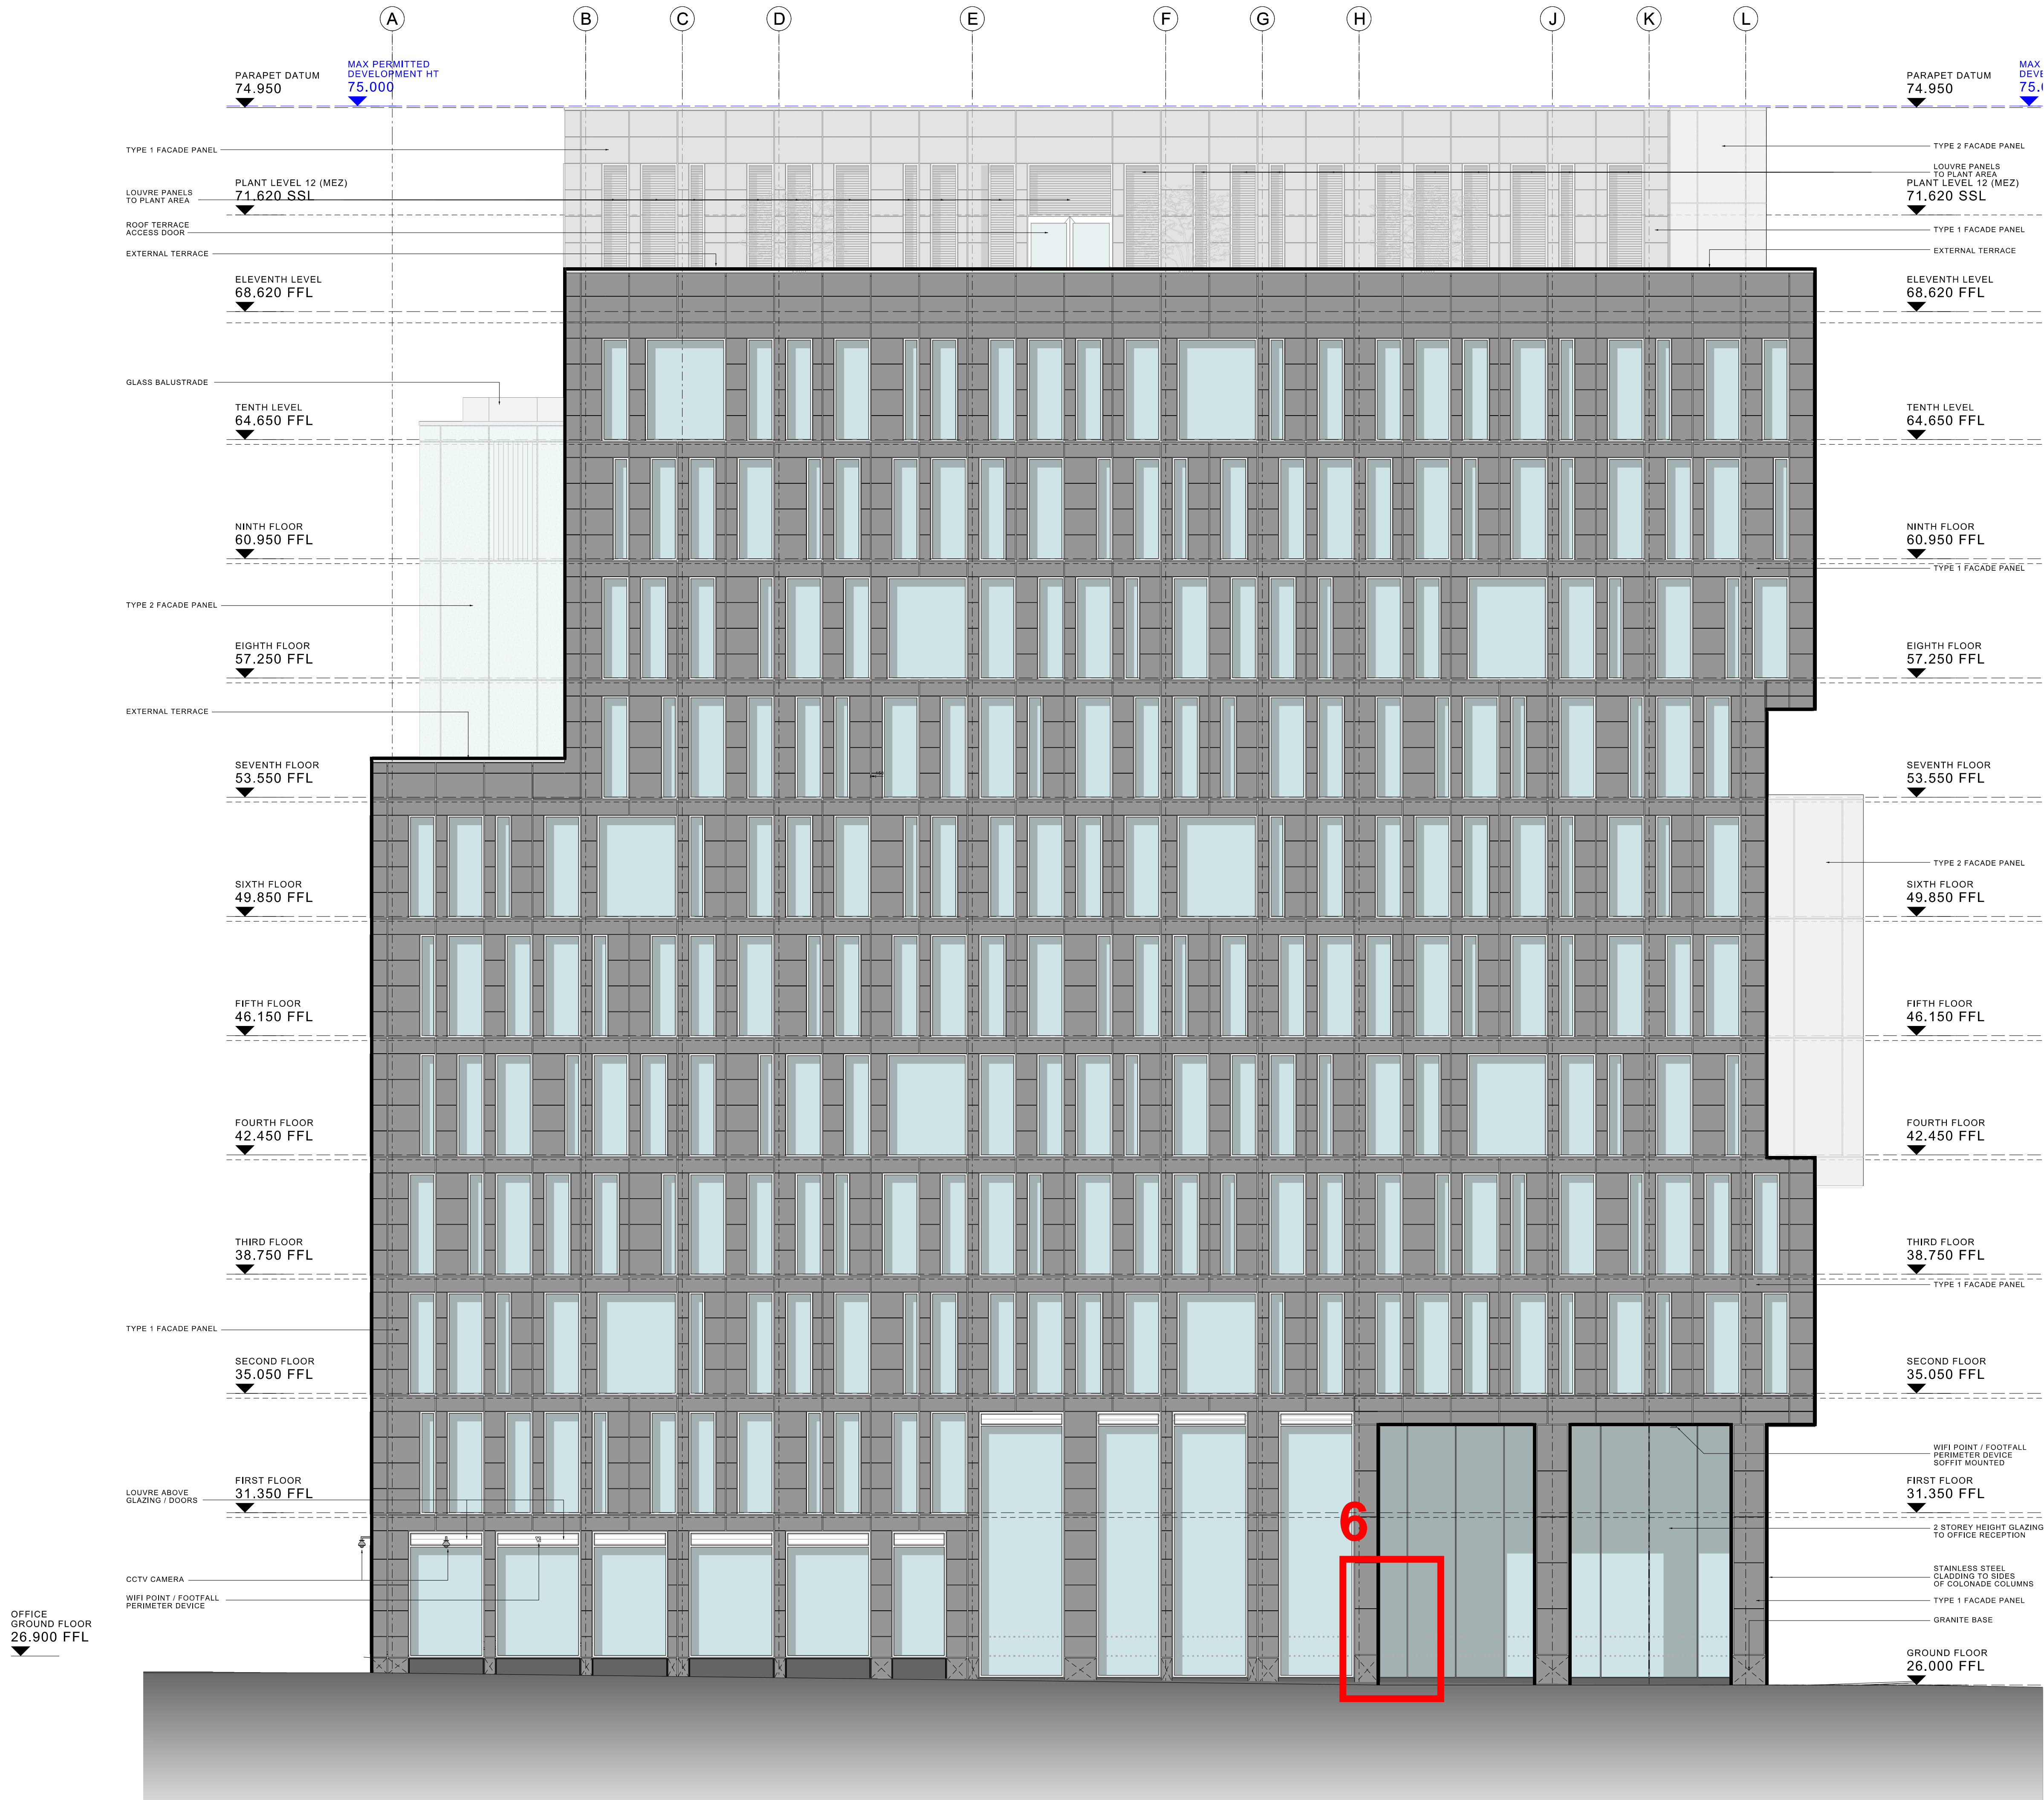 A B C D E F G H J K L
PARAPET DATUM
74.950
MAX PERMITTED
DEVELOPMENT HT
75.000
TYPE 1 FACADE PANEL
PLANT LEVEL 12 (MEZ)
71.620 SSL
LOUVRE PANELS
TO PLANT AREA
ROOF TERRACE
ACCESS DOOR
EXTERNAL TERRACE
ELEVENTH LEVEL
68.620 FFL
GLASS BALUSTRADE
TENTH LEVEL
64.650 FFL
NINTH FLOOR
60.950 FFL
TYPE 2 FACADE PANEL
EIGHTH FLOOR
57.250 FFL
EXTERNAL TERRACE
SEVENTH FLOOR
53.550 FFL
SIXTH FLOOR
49.850 FFL
FIFTH FLOOR
46.150 FFL
FOURTH FLOOR
42.450 FFL
THIRD FLOOR
38.750 FFL
TYPE 1 FACADE PANEL
SECOND FLOOR
35.050 FFL
FIRST FLOOR
31.350 FFL
LOUVRE ABOVE
GLAZING / DOORS
CCTV CAMERA
WIFI POINT / FOOTFALL
PERIMETER DEVICE
OFFICE
GROUND FLOOR
26.900 FFL
6
PARAPET DATUM
74.950
MAX
TYPE 2 FACADE PANEL
LOUVRE PANELS
TO PLANT AREA
PLANT LEVEL 12 (MEZ)
71.620 SSL
TYPE 1 FACADE PANEL
EXTERNAL TERRACE
ELEVENTH LEVEL
68.620 FFL
TENTH LEVEL
64.650 FFL
NINTH FLOOR
60.950 FFL
TYPE 1 FACADE PANEL
EIGHTH FLOOR
57.250 FFL
SEVENTH FLOOR
53.550 FFL
TYPE 2 FACADE PANEL
SIXTH FLOOR
49.850 FFL
FIFTH FLOOR
46.150 FFL
FOURTH FLOOR
42.450 FFL
THIRD FLOOR
38.750 FFL
TYPE 1 FACADE PANEL
SECOND FLOOR
35.050 FFL
WIFI POINT / FOOTFALL
PERIMETER DEVICE
SOFFIT MOUNTED
FIRST FLOOR
31.350 FFL
2 STOREY HEIGHT GLAZING
TO OFFICE RECEPTION
STAINLESS STEEL
CLADDING TO SIDES
OF COLONADE COLUMNS
TYPE 1 FACADE PANEL
GRANITE BASE
GROUND FLOOR
26.000 FFL